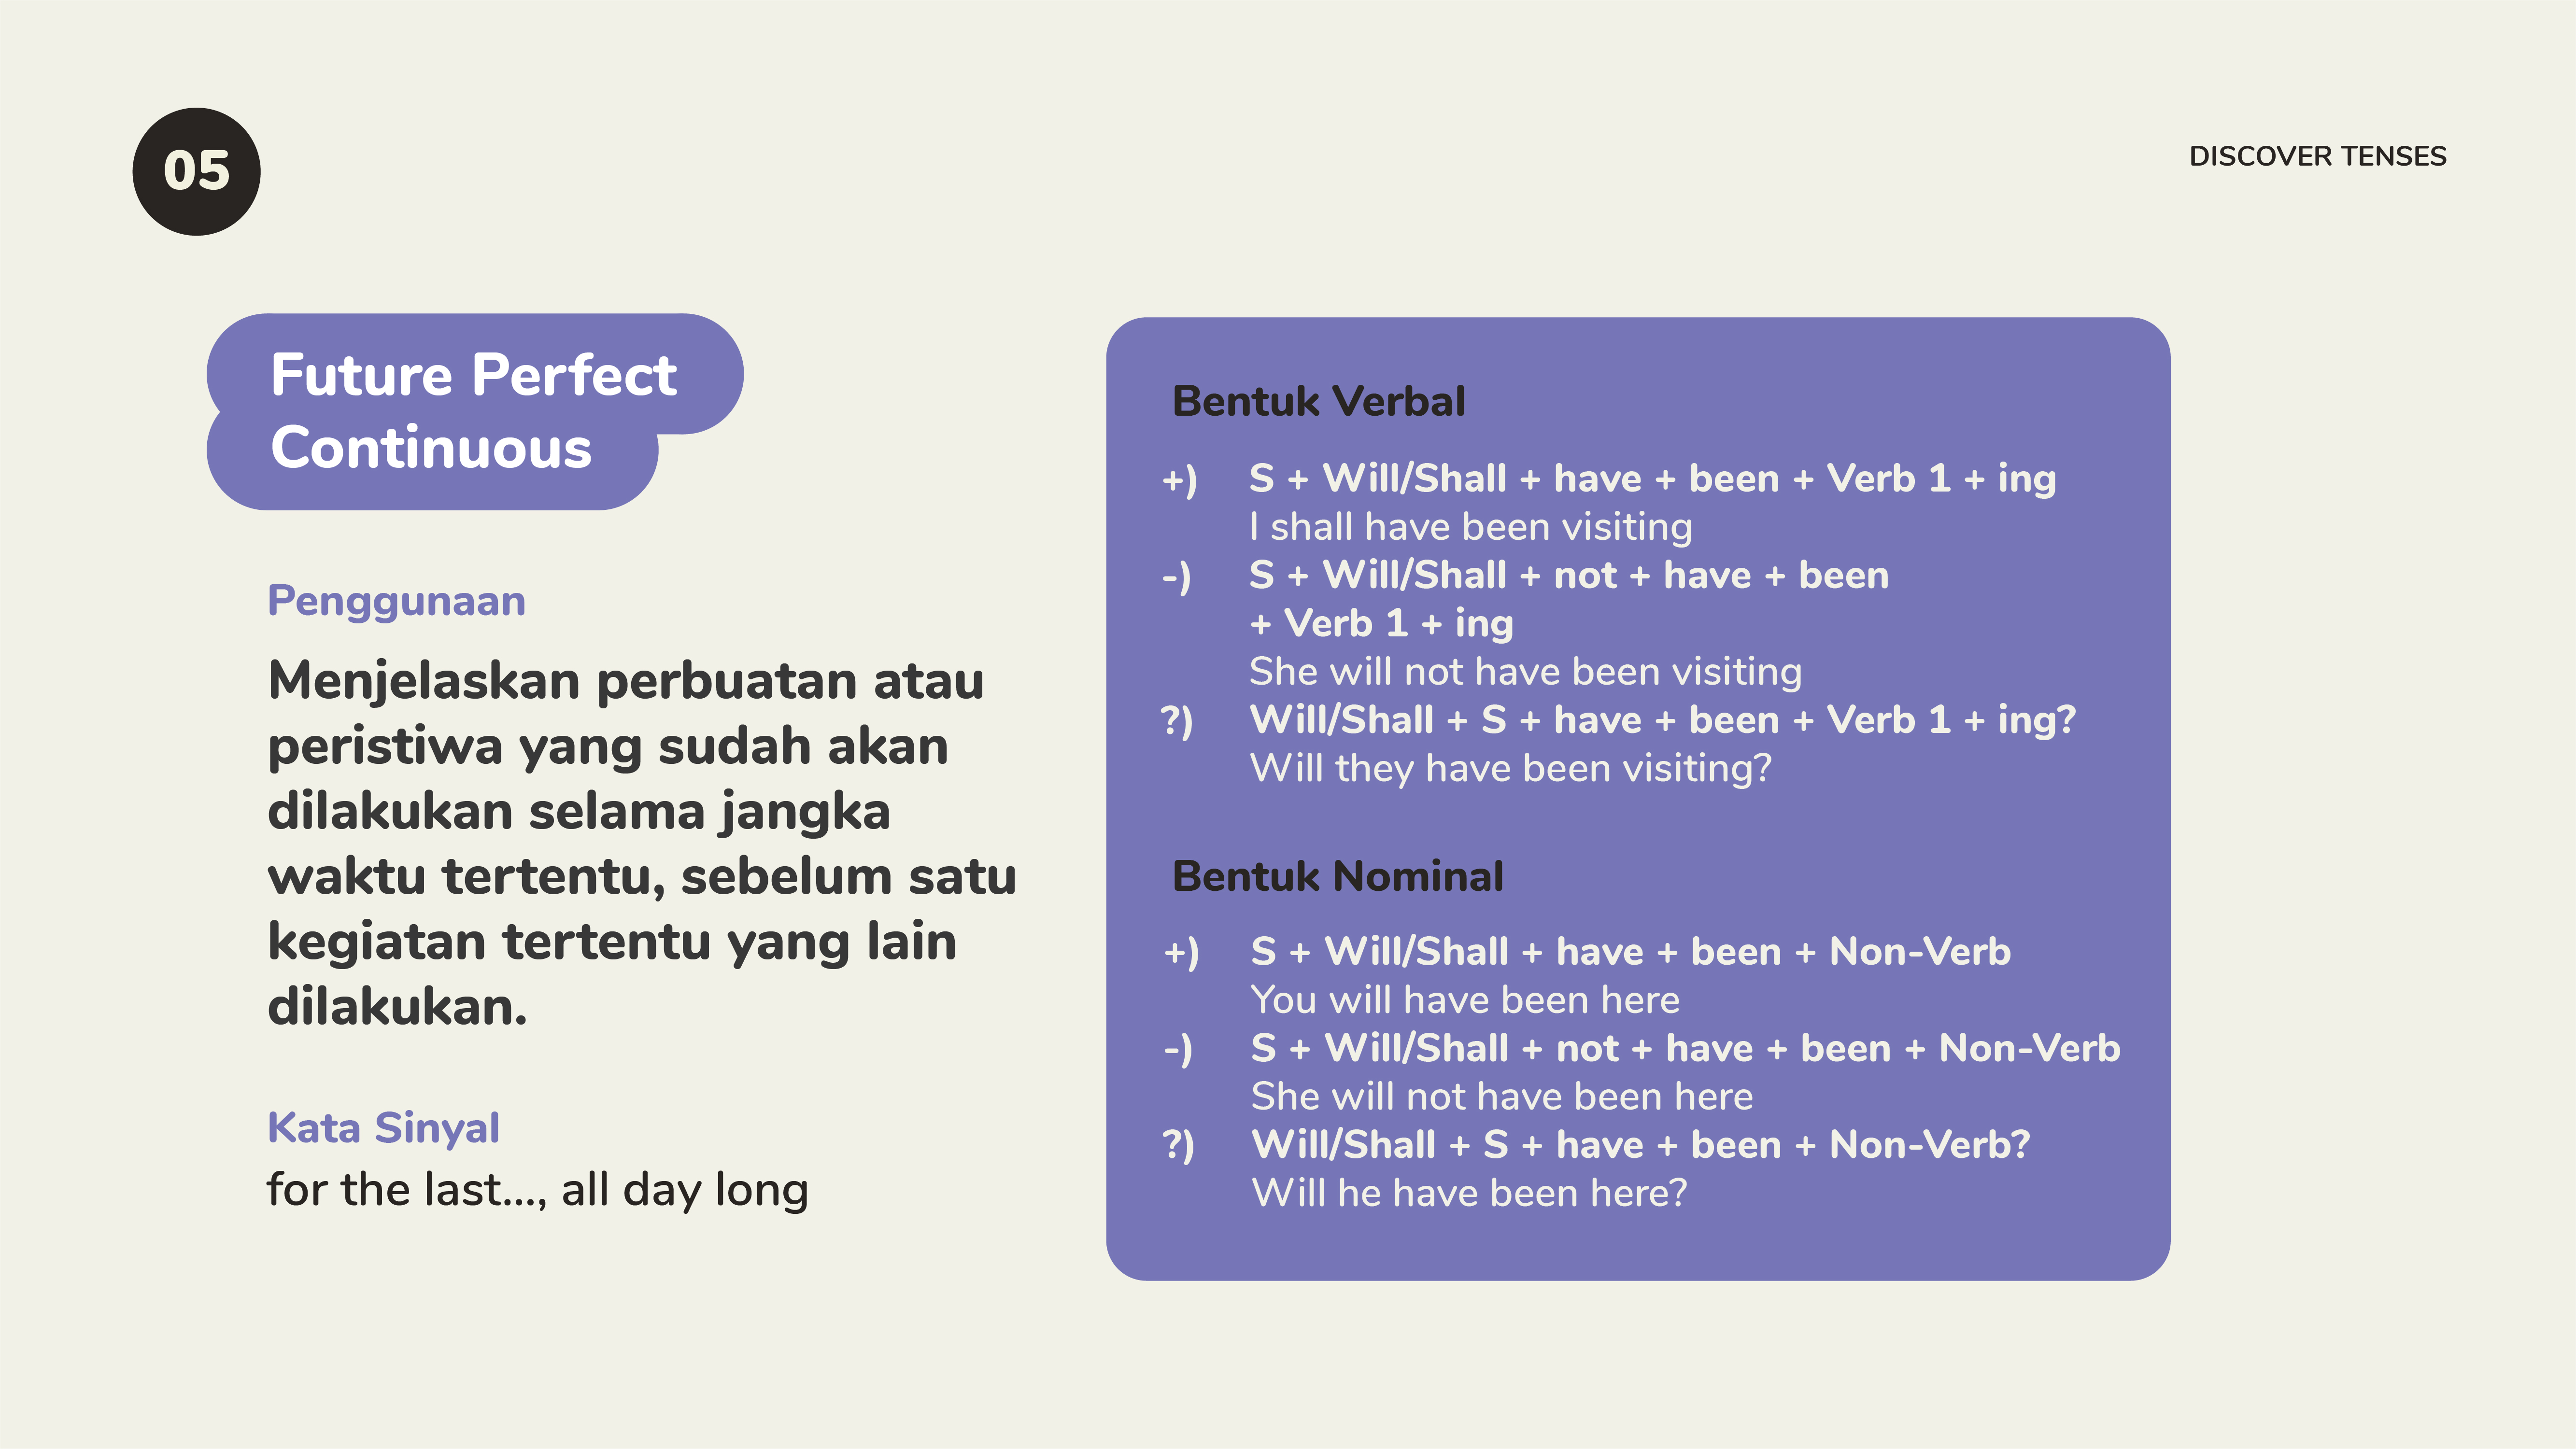 05
DISCOVER TENSES
Future Perfect
Continuous
Penggunaan
Menjelaskan perbuatan atau
peristiwa yang sudah akan
dilakukan selama jangka
waktu tertentu, sebelum satu
kegiatan tertentu yang lain
dilakukan.
Kata Sinyal
for the last..., all day long
Bentuk Verbal
+) S + Will/Shall + have + been + Verb 1 + ing
I shall have been visiting
-) S + Will/Shall + not + have + been
+ Verb 1 + ing
She will not have been visiting
?) Will/Shall + S + have + been + Verb 1 + ing?
Will they have been visiting?
Bentuk Nominal
+) S + Will/Shall + have + been + Non-Verb
You will have been here
-) S + Will/Shall + not + have + been + Non-Verb
She will not have been here
?) Will/Shall + S + have + been + Non-Verb?
Will he have been here?